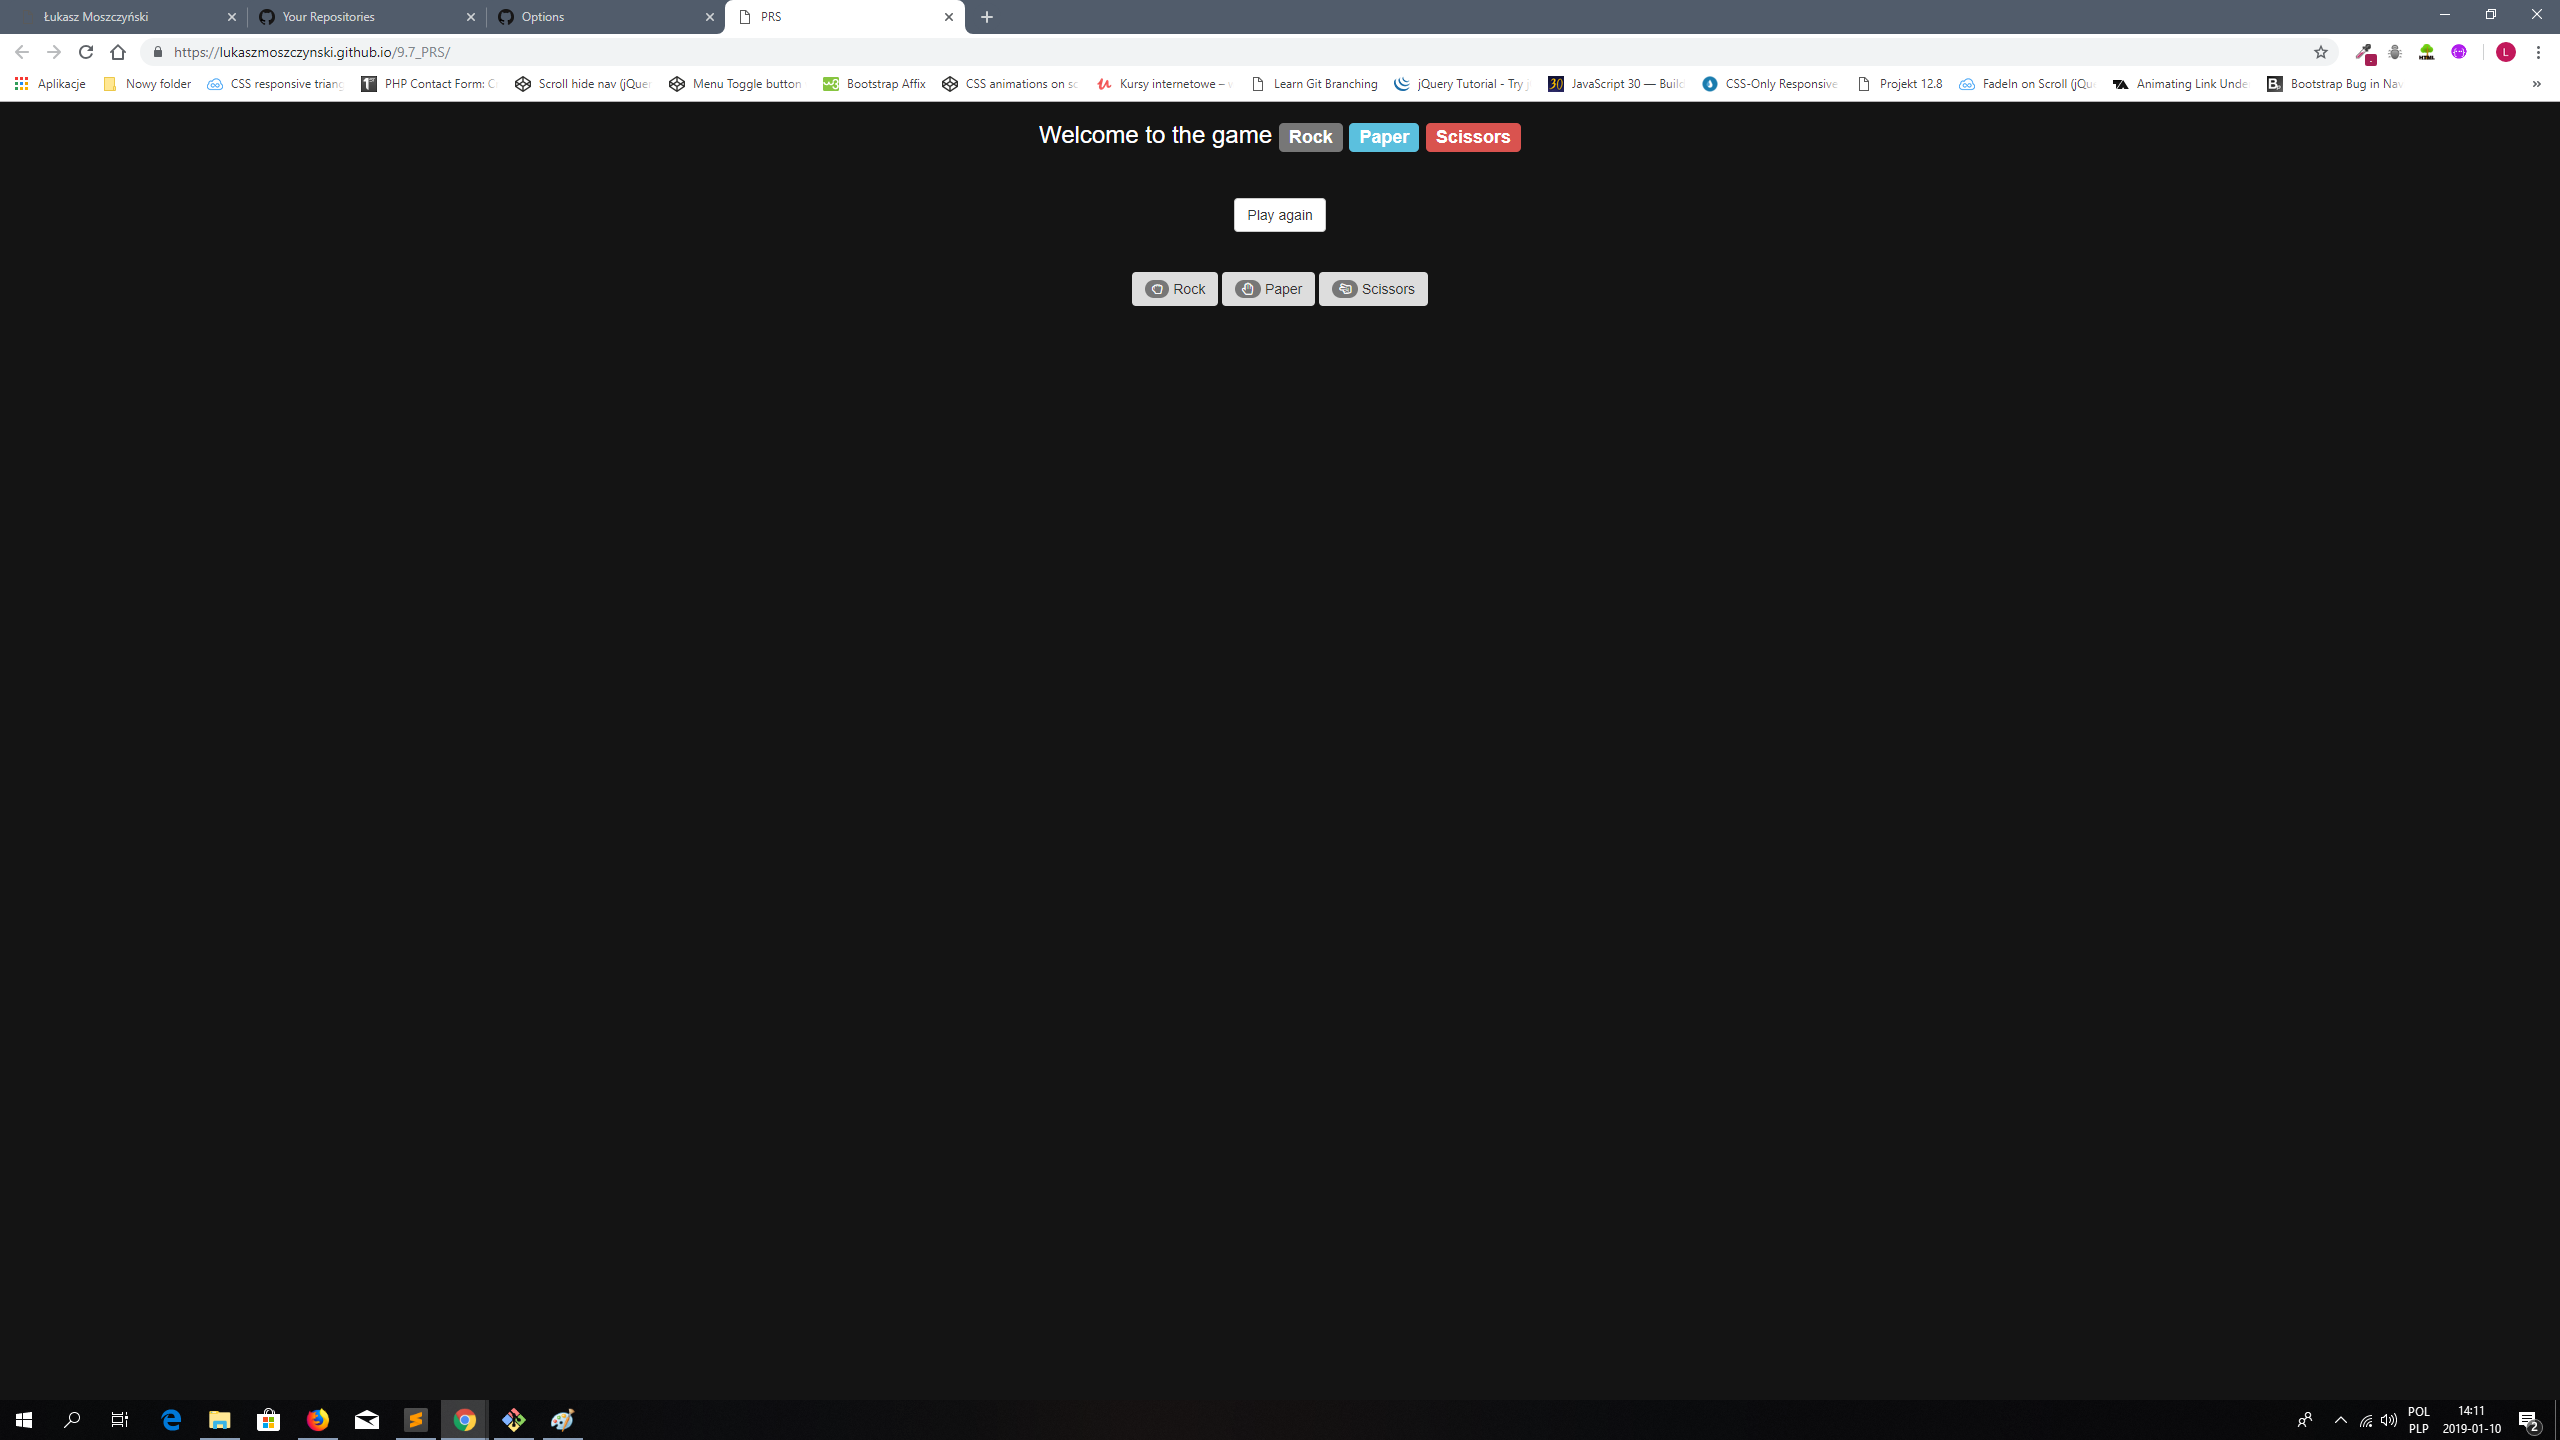 Łukasz Moszczyński
Your Repositories
Options
PRS
https://lukaszmoszczynski.github.io/9.7_PRS/
L
Aplikacje
Nowy folder
CSS responsive triang
PHP Contact Form: Cr
Scroll hide nav (jQuer
Menu Toggle button
Bootstrap Affix
CSS animations on sc
Kursy internetowe –
Learn Git Branching
jQuery Tutorial - Try j
JavaScript 30 — Build
CSS-Only Responsive
Projekt 12.8
FadeIn on Scroll (jQue
Animating Link Unde
Bootstrap Bug in Nav
»
Welcome to the game Rock Paper Scissors
Play again
Rock Paper Scissors
POL
PLP
14:11
2019-01-10
2